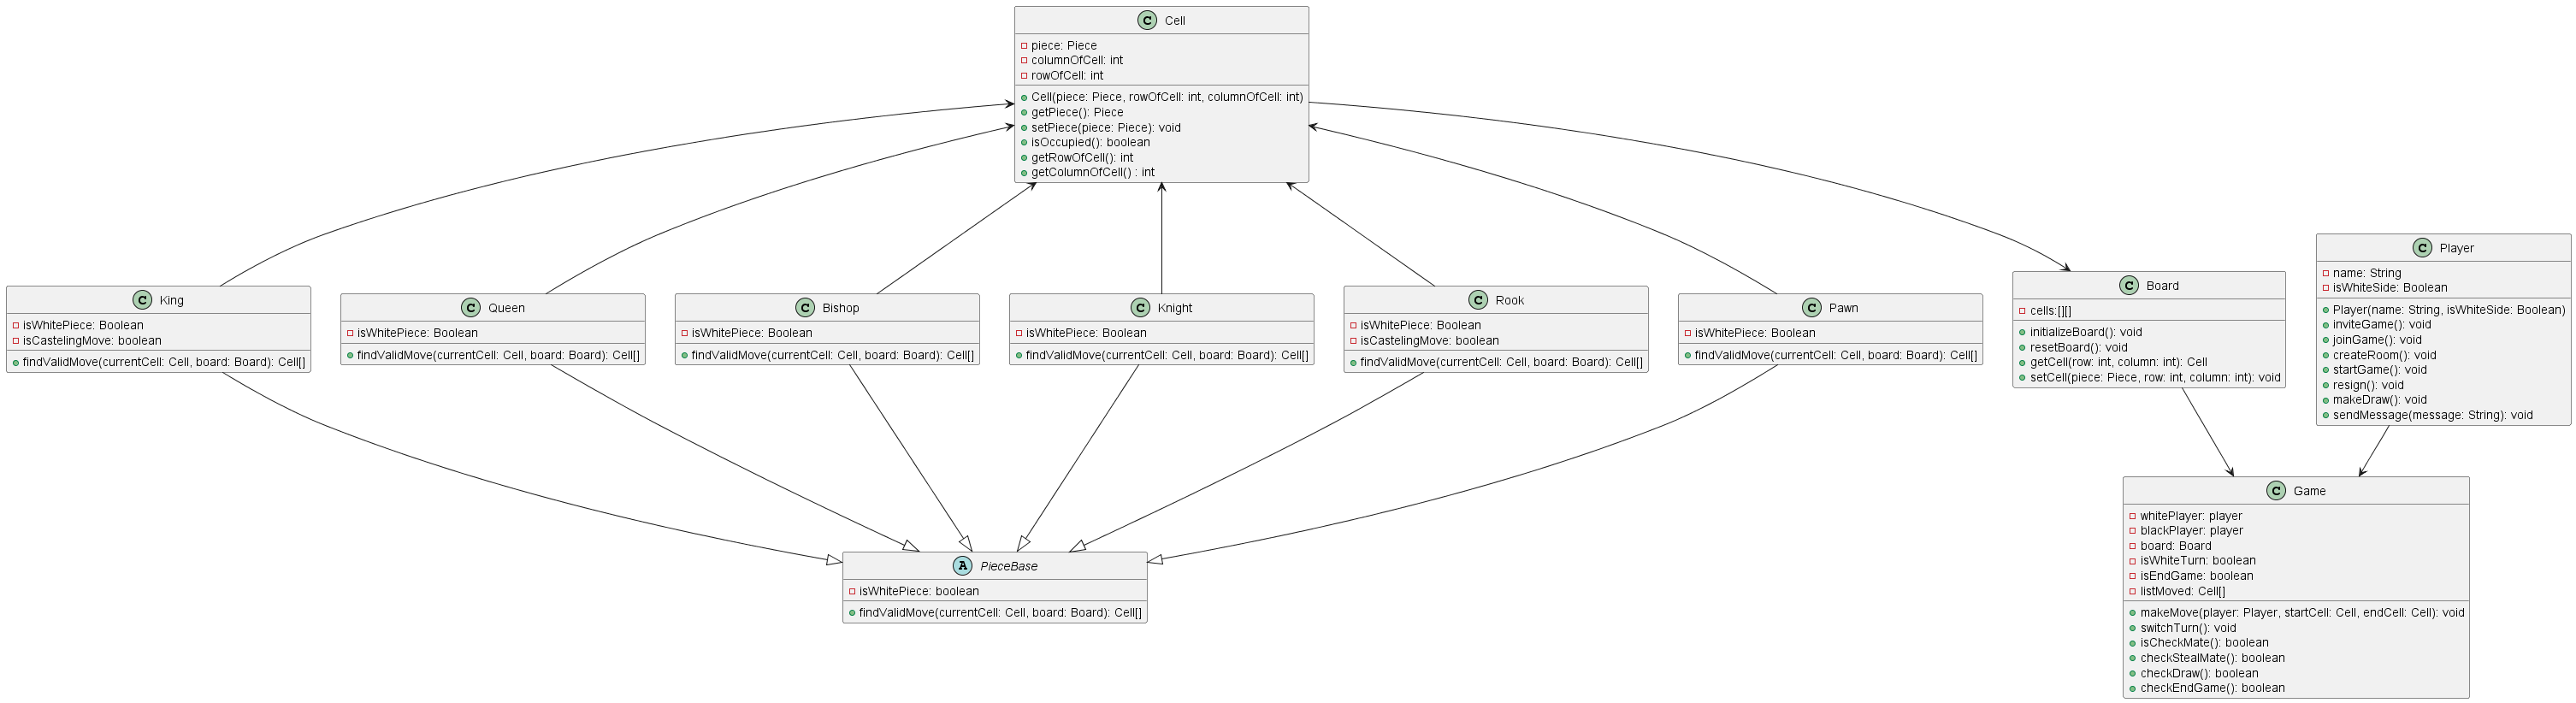 Cell
piece: Piece
columnOfCell: int
rowOfCell: int
Cell(piece: Piece, rowOfCell: int, columnOfCell: int)
getPiece(): Piece
setPiece(piece: Piece): void
isOccupied(): boolean
getRowOfCell(): int
getColumnOfCell() : int
King
isWhitePiece: Boolean
isCastelingMove: boolean
findValidMove(currentCell: Cell, board: Board): Cell[]
Queen
isWhitePiece: Boolean
findValidMove(currentCell: Cell, board: Board): Cell[]
Bishop
isWhitePiece: Boolean
findValidMove(currentCell: Cell, board: Board): Cell[]
Knight
isWhitePiece: Boolean
findValidMove(currentCell: Cell, board: Board): Cell[]
Rook
isWhitePiece: Boolean
isCastelingMove: boolean
findValidMove(currentCell: Cell, board: Board): Cell[]
Pawn
isWhitePiece: Boolean
findValidMove(currentCell: Cell, board: Board): Cell[]
Board
cells:[][]
initializeBoard(): void
resetBoard(): void
getCell(row: int, column: int): Cell
setCell(piece: Piece, row: int, column: int): void
Player
name: String
isWhiteSide: Boolean
Player(name: String, isWhiteSide: Boolean)
inviteGame(): void
joinGame(): void
createRoom(): void
startGame(): void
resign(): void
makeDraw(): void
sendMessage(message: String): void
PieceBase
isWhitePiece: boolean
findValidMove(currentCell: Cell, board: Board): Cell[]
Game
whitePlayer: player
blackPlayer: player
board: Board
isWhiteTurn: boolean
isEndGame: boolean
listMoved: Cell[]
makeMove(player: Player, startCell: Cell, endCell: Cell): void
switchTurn(): void
isCheckMate(): boolean
checkStealMate(): boolean
checkDraw(): boolean
checkEndGame(): boolean